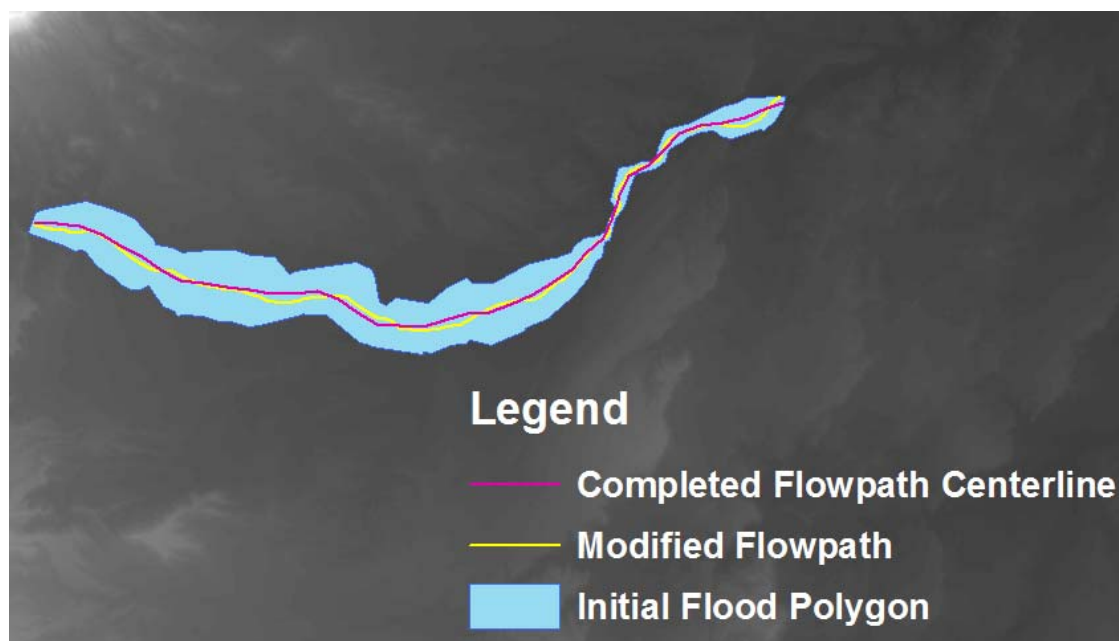 Legend
Completed Flowpath Centerline
Modified Flowpath
Initial Flood Polygon